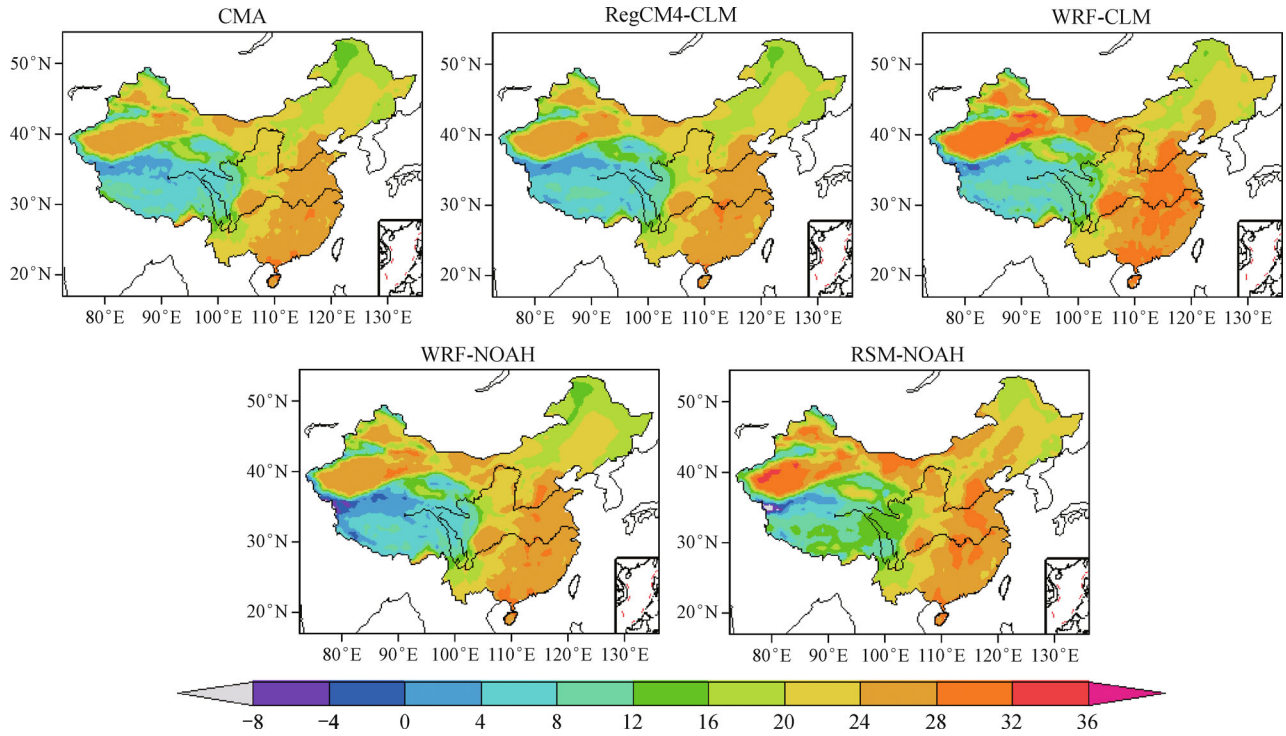 CMA
RegCM4-CLM
WRF-CLM
50°N
40°N
30°N
20°N
50°N
40°N
30°N
20°N
50°N
40°N
30°N
20°N
80°E 90°E 100°E 110°E 120°E 130°E
80°E 90°E 100°E 110°E 120°E 130°E
80°E 90°E 100°E 110°E 120°E 130°E
WRF-NOAH
RSM-NOAH
50°N
40°N
30°N
20°N
50°N
40°N
30°N
20°N
80°E 90°E 100°E 110°E 120°E 130°E
80°E 90°E 100°E 110°E 120°E 130°E
−8 −4 0 4 8 12 16 20 24 28 32 36